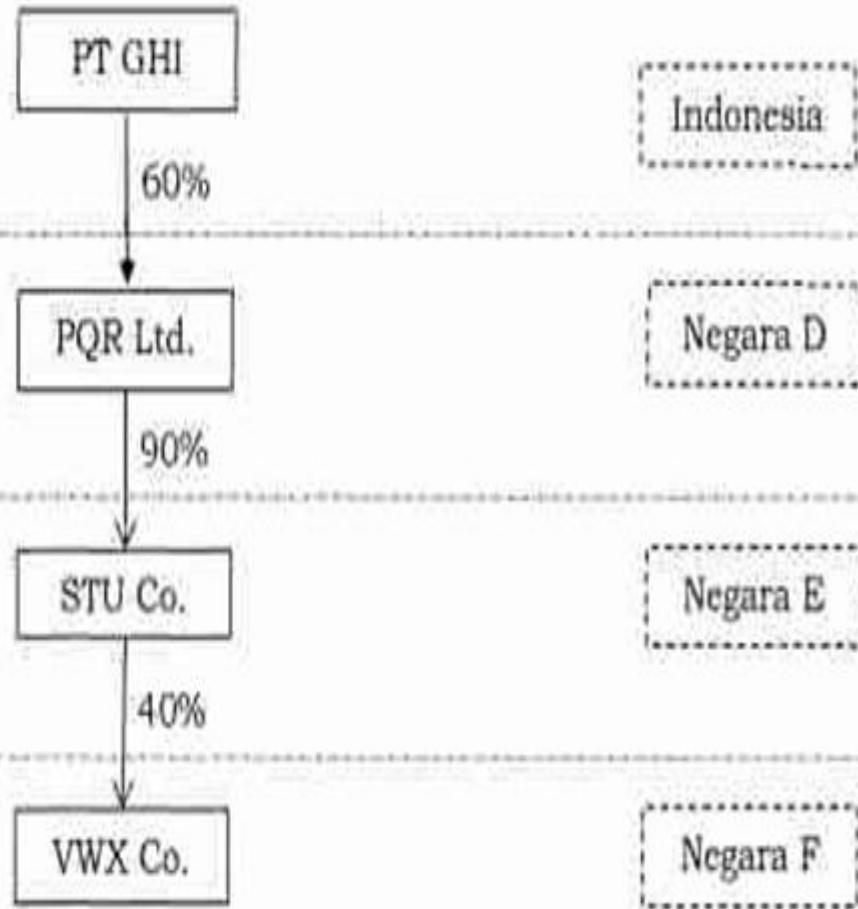 PT GHI
Indonesia
60%
PQR Ltd.
Negara D
90%
STU Co.
Negara E
40%
VWX Co.
Negara F